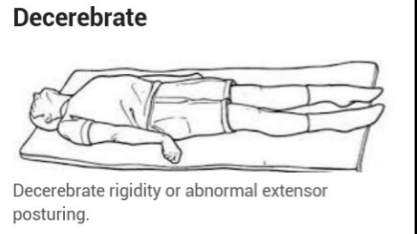 Decerebrate
Decerebrate rigidity or abnormal extensor
posturing.